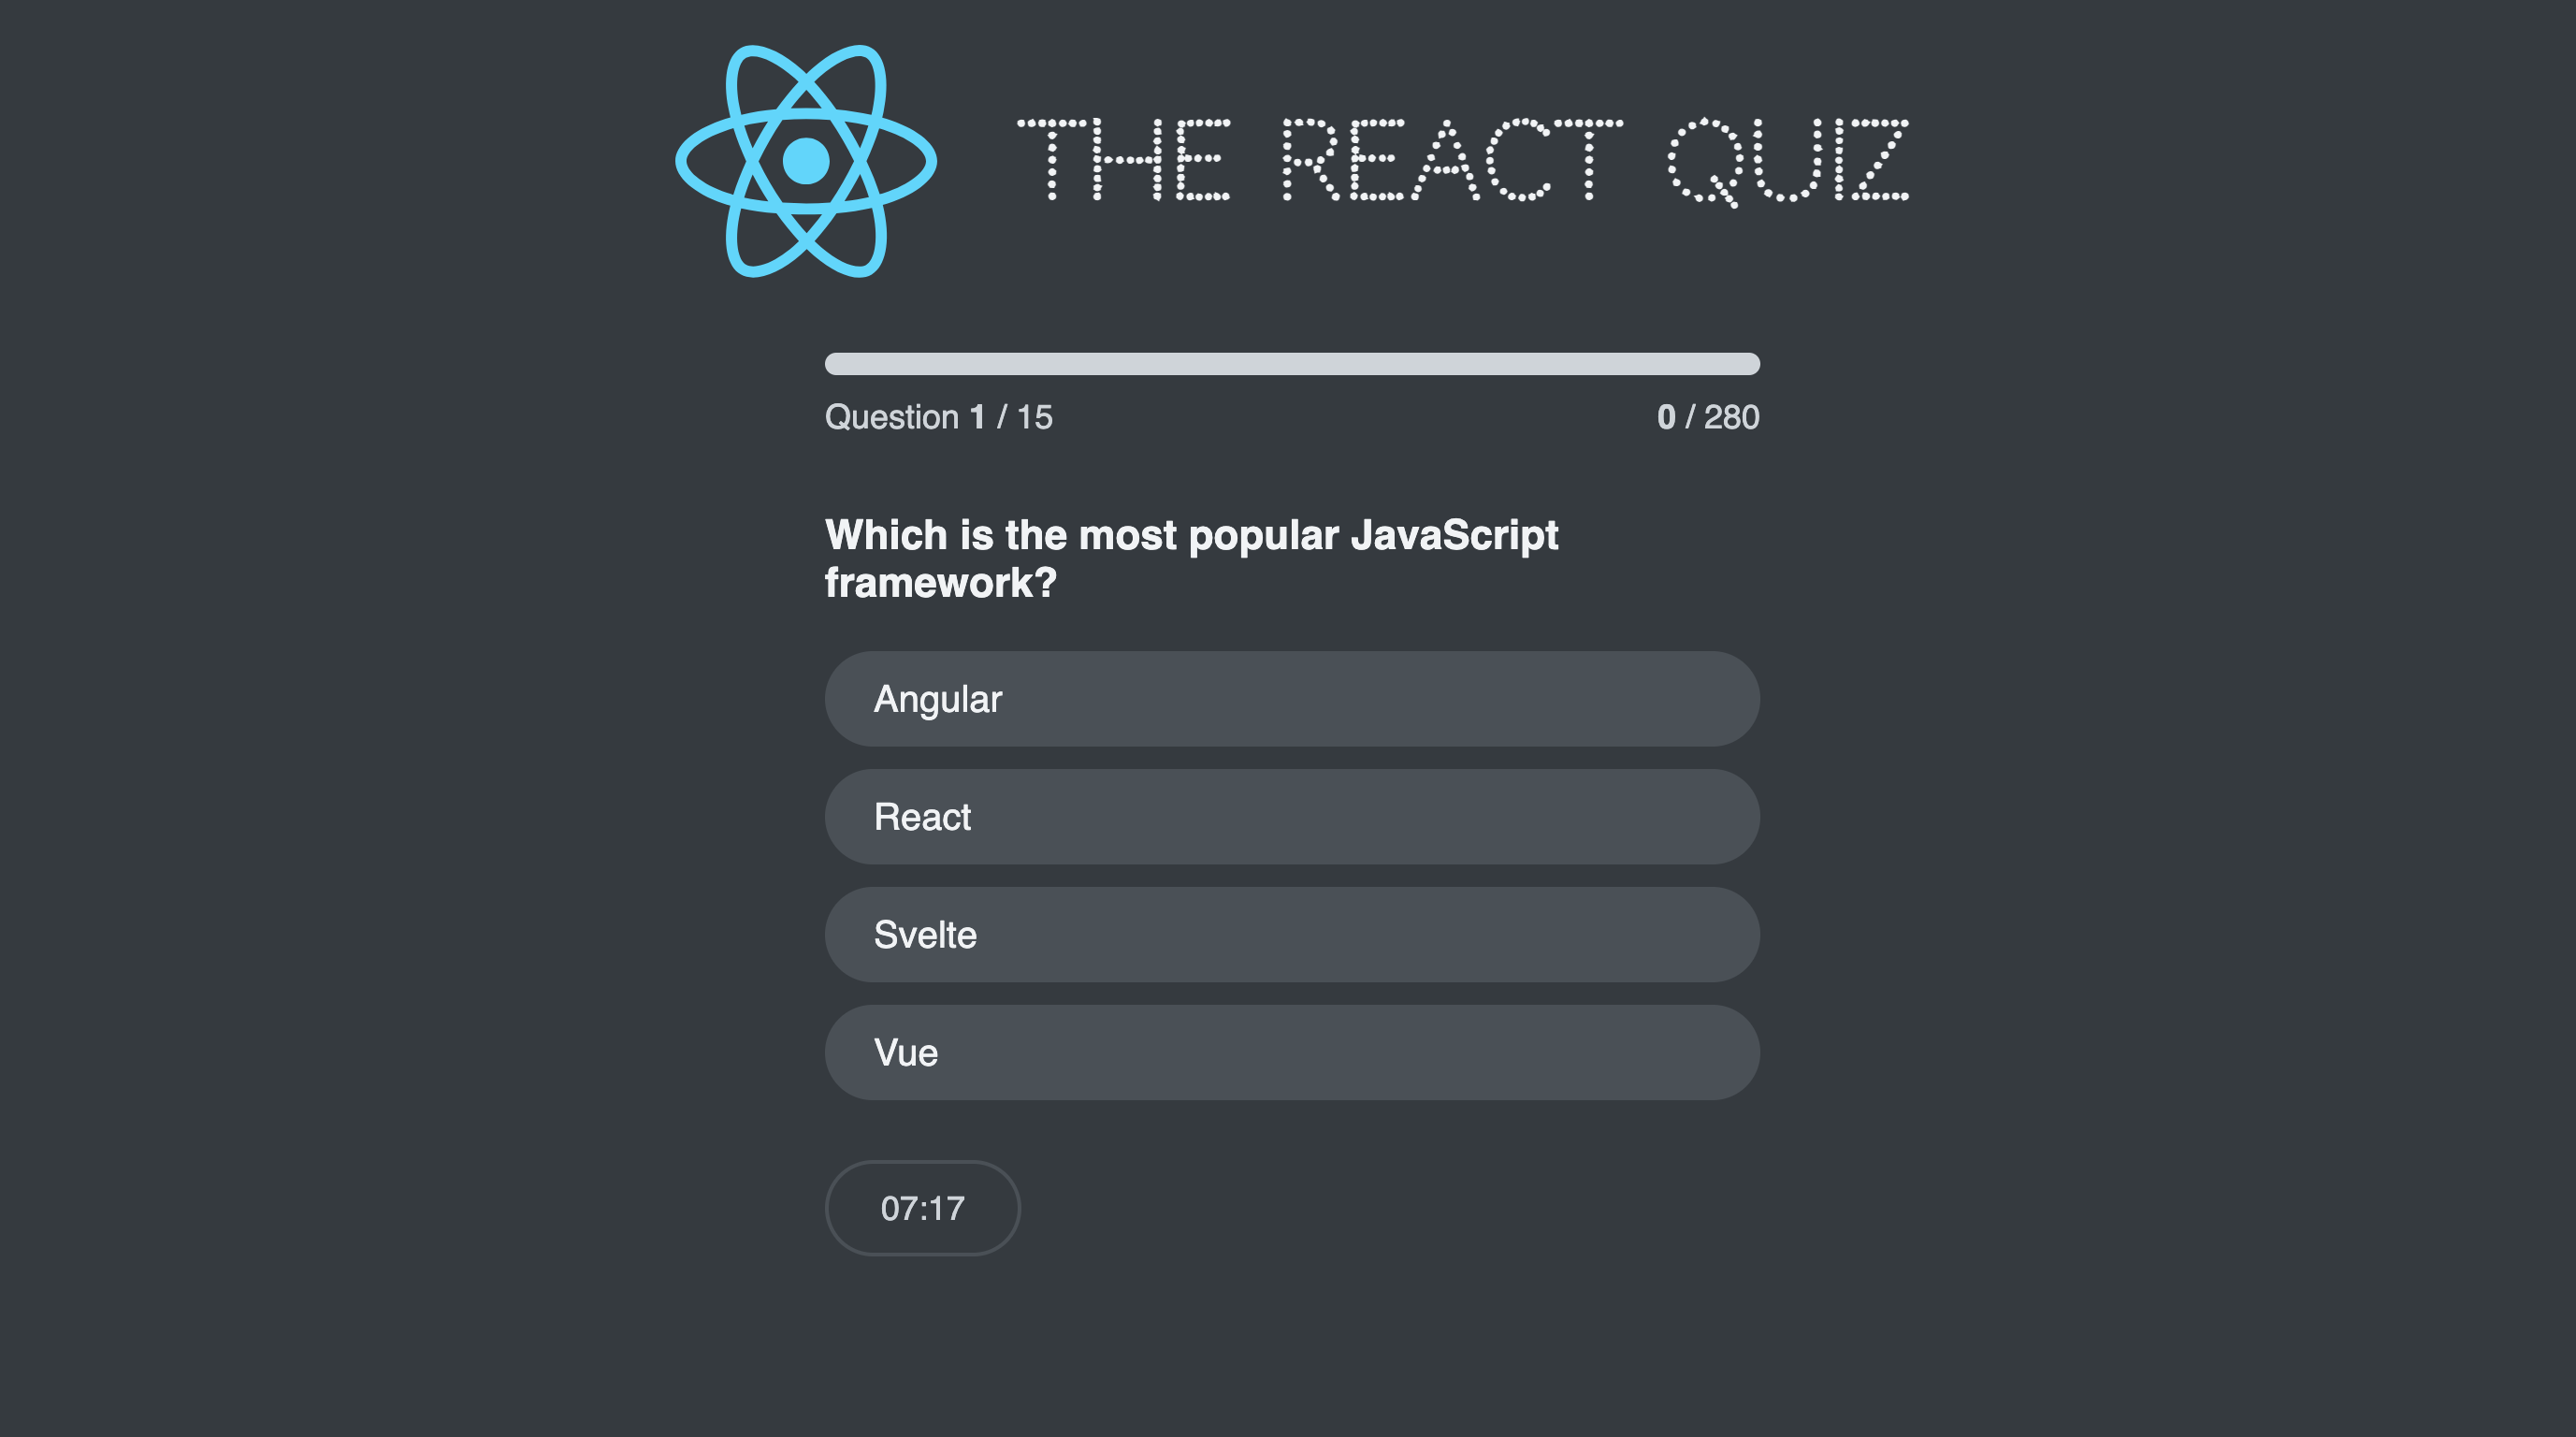 THE REACT QUIZ
Question 1 / 15
0 / 280
Which is the most popular JavaScript
framework?
Angular
React
Svelte
Vue
07:17